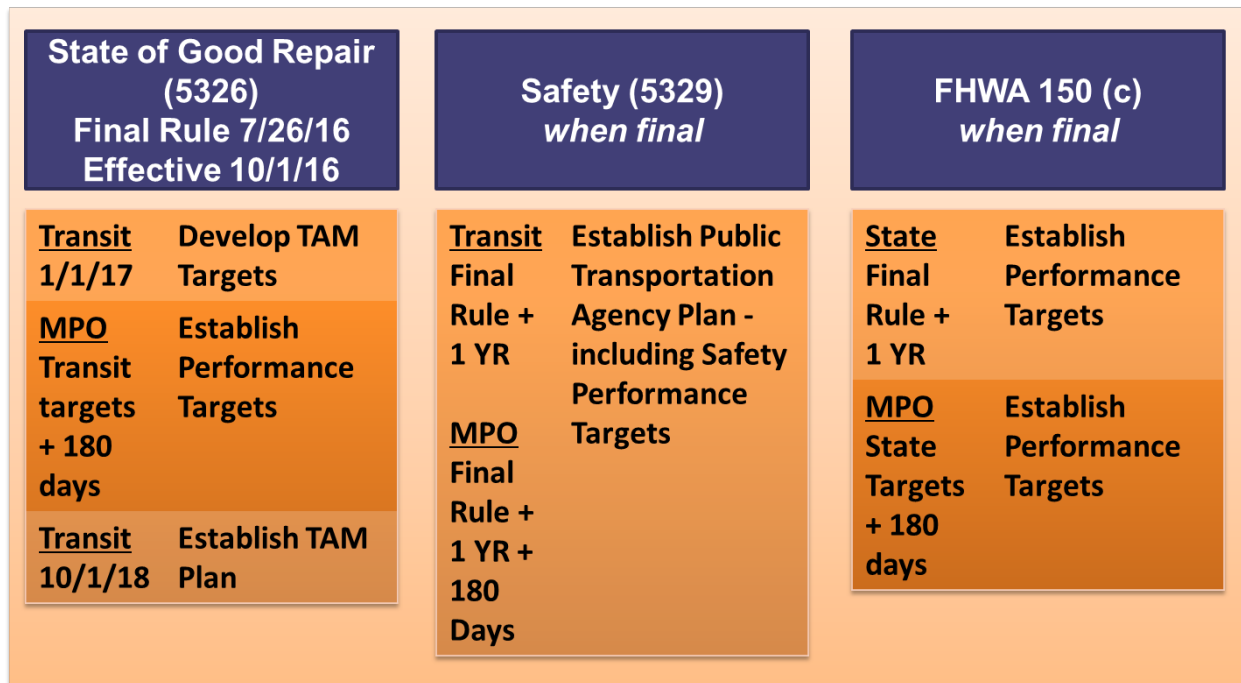 State of Good Repair
(5326)
Final Rule 7/26/16
Effective 10/1/16
Transit
1/1/17
Develop TAM
Targets
MPO
Transit
targets
+ 180
days
Establish
Performance
Targets
Transit
10/1/18
Establish TAM
Plan
Safety (5329)
when final
Transit
Final
Rule +
1 YR
MPO
Final
Rule +
1 YR +
180
Days
Establish Public
Transportation
Agency Plan -
including Safety
Performance
Targets
FHWA 150 (c)
when final
State
Final
Rule +
1 YR
Establish
Performance
Targets
MPO
State
Targets
+ 180
days
Establish
Performance
Targets